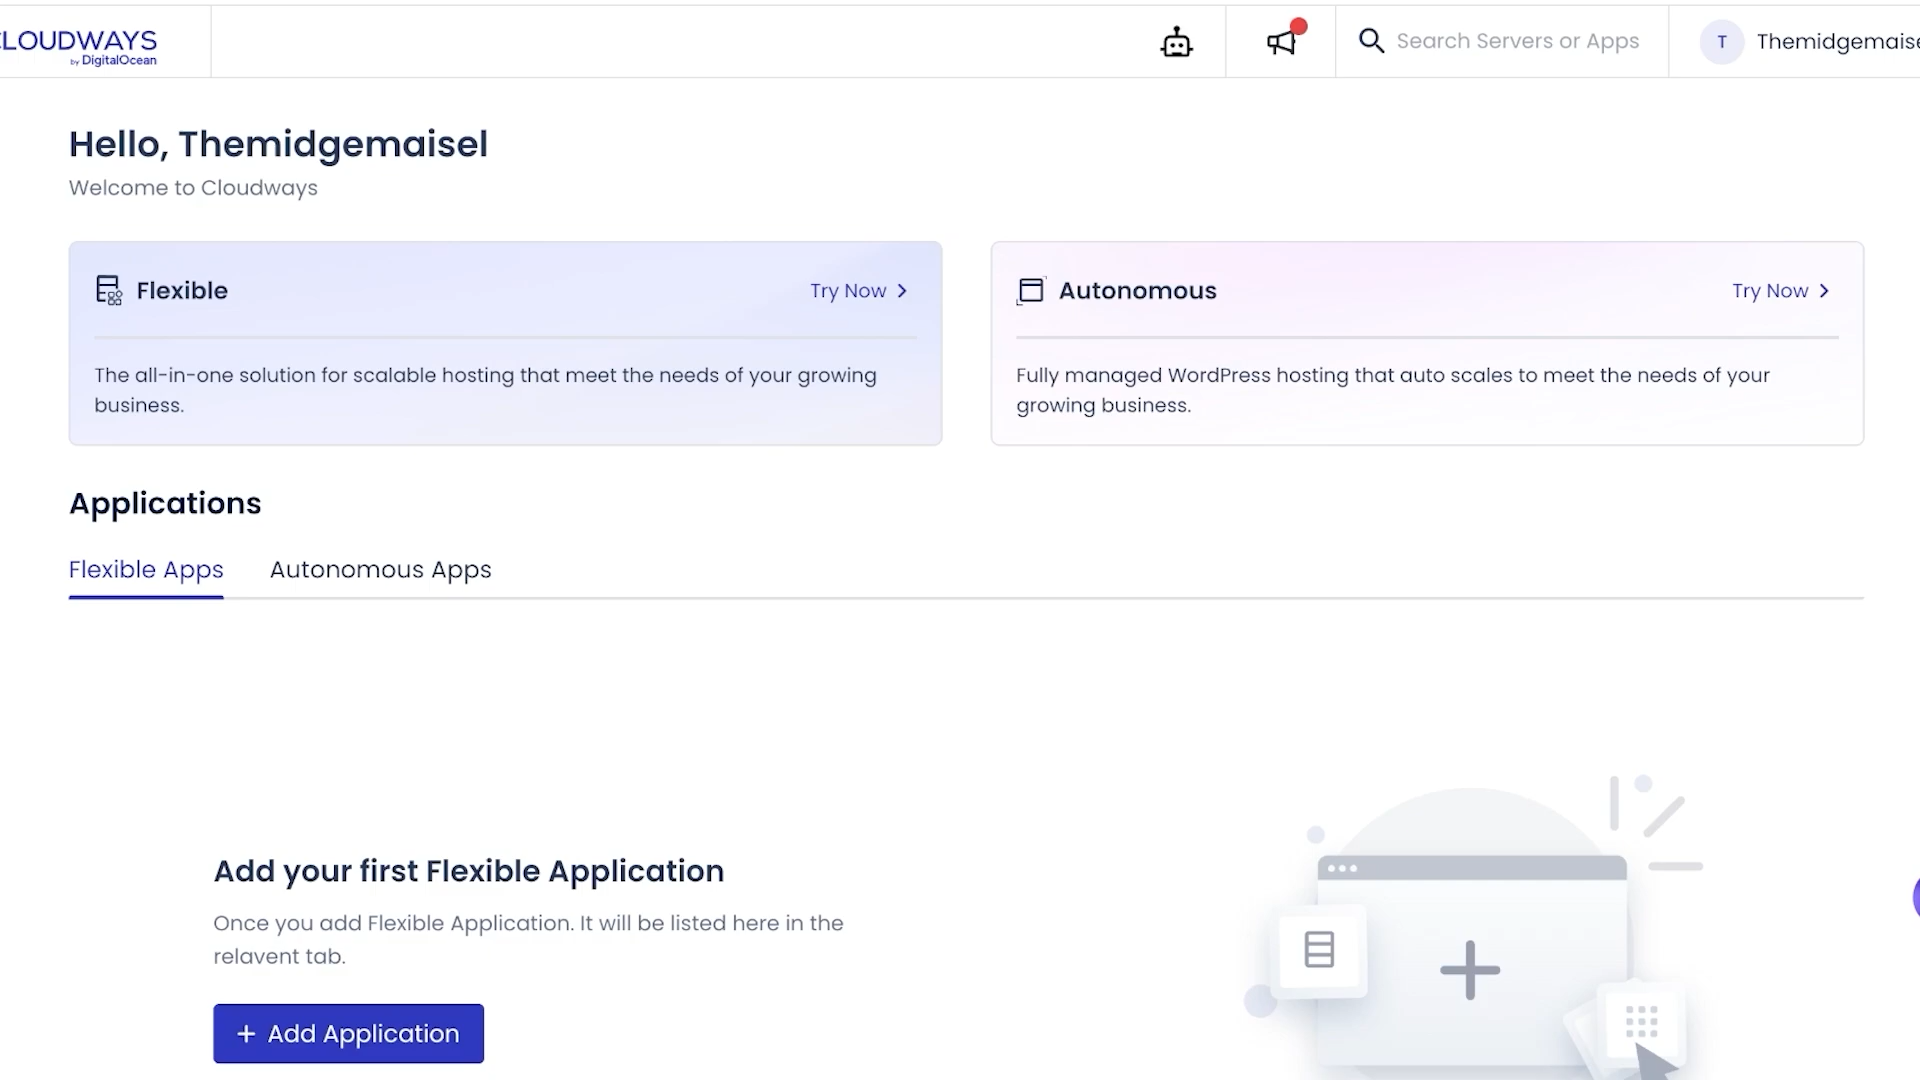 CLOUDWAYS
by DigitalOcean
Search Servers or Apps
T
Themidgemaise
Hello, Themidgemaisel
Welcome to Cloudways
Flexible
Try Now
The all-in-one solution for scalable hosting that meet the needs of your growing
business.
Autonomous
Try Now
Fully managed WordPress hosting that auto scales to meet the needs of your
growing business.
Applications
Flexible Apps
Autonomous Apps
Add your first Flexible Application
Once you add Flexible Application. It will be listed here in the
relavent tab.
+ Add Application